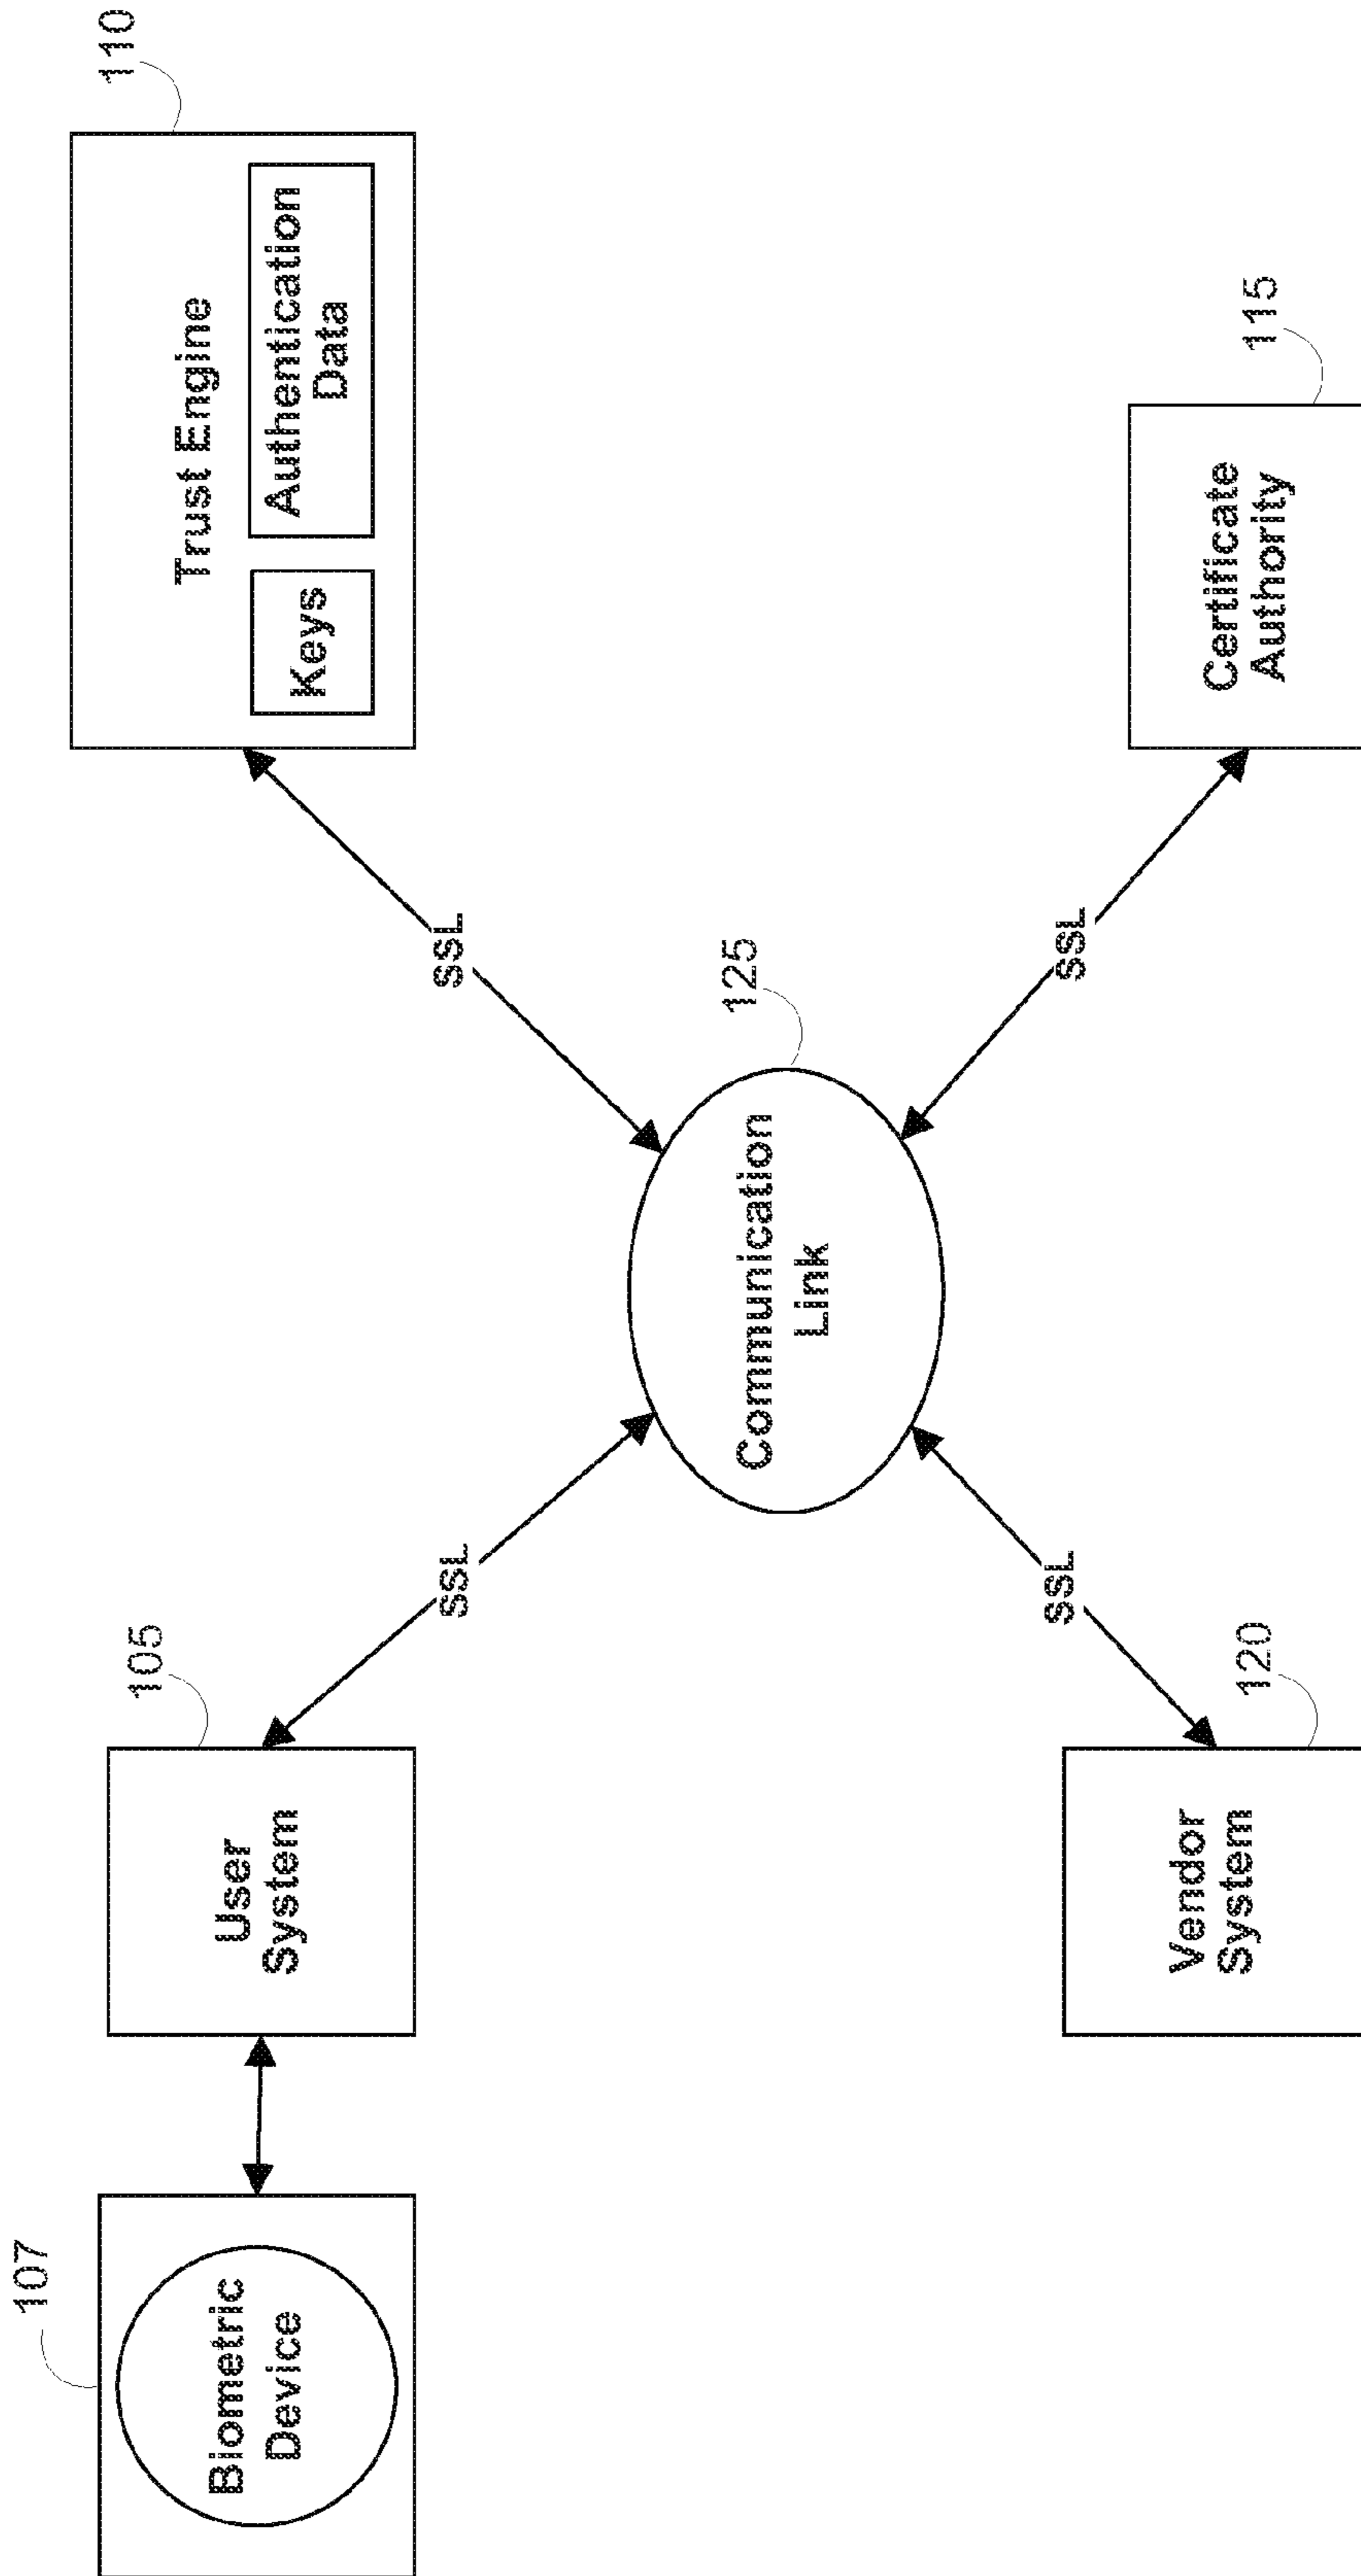 107
Biometric
Device
105
User
System
SSL
110
Trust Engine
Keys
Authentication
Data
SSL
125
Communication
Link
120
Vendor
System
SSL
115
Certificate
Authority
SSL